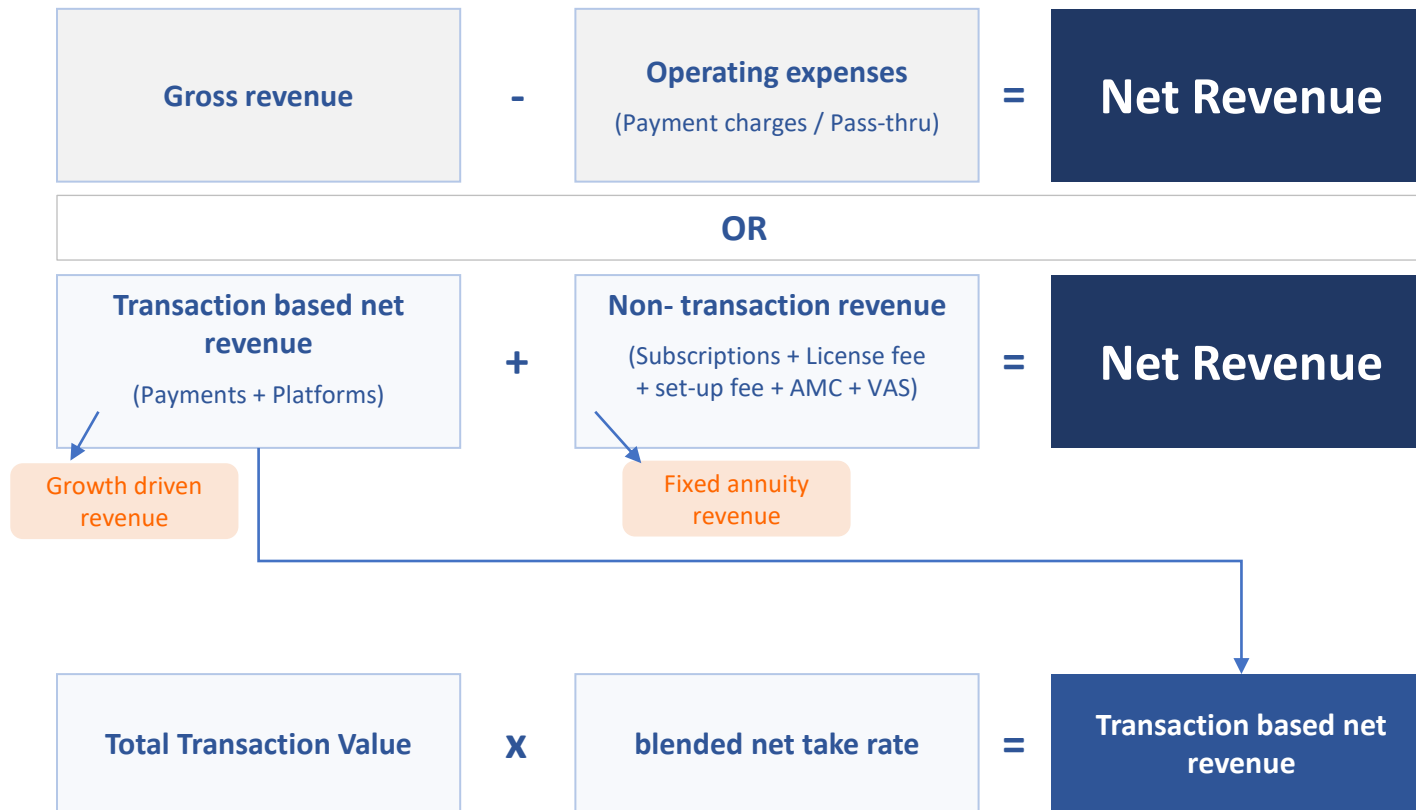 Gross revenue
-
Operating expenses
(Payment charges / Pass-thru)
=
Net Revenue
OR
Transaction based net
revenue
(Payments + Platforms)
+
Non- transaction revenue
(Subscriptions + License fee
+ set-up fee + AMC + VAS)
=
Net Revenue
Growth driven
revenue
Fixed annuity
revenue
Total Transaction Value
x
blended net take rate
=
Transaction based net
revenue